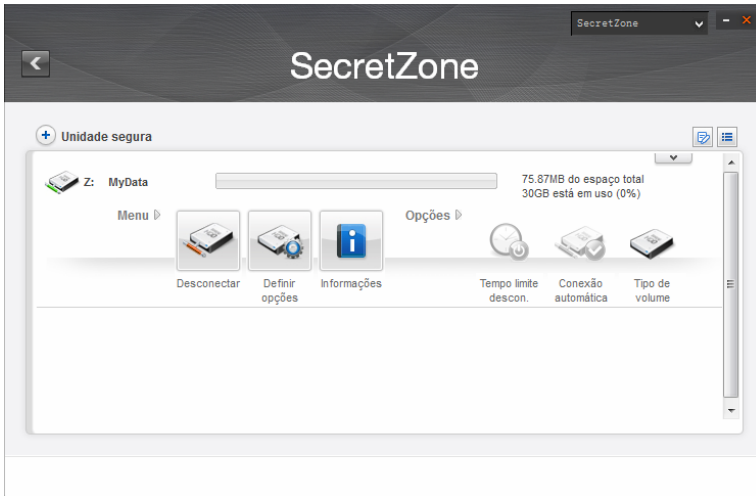 SecretZone
SecretZone
Unidade segura
Z: MyData
75.87MB do espaço total
30GB está em uso (0%)
Menu
Opções
Desconectar
Definir
opções
Informações
Tempo limite
descon.
Conexão
automática
Tipo de
volume